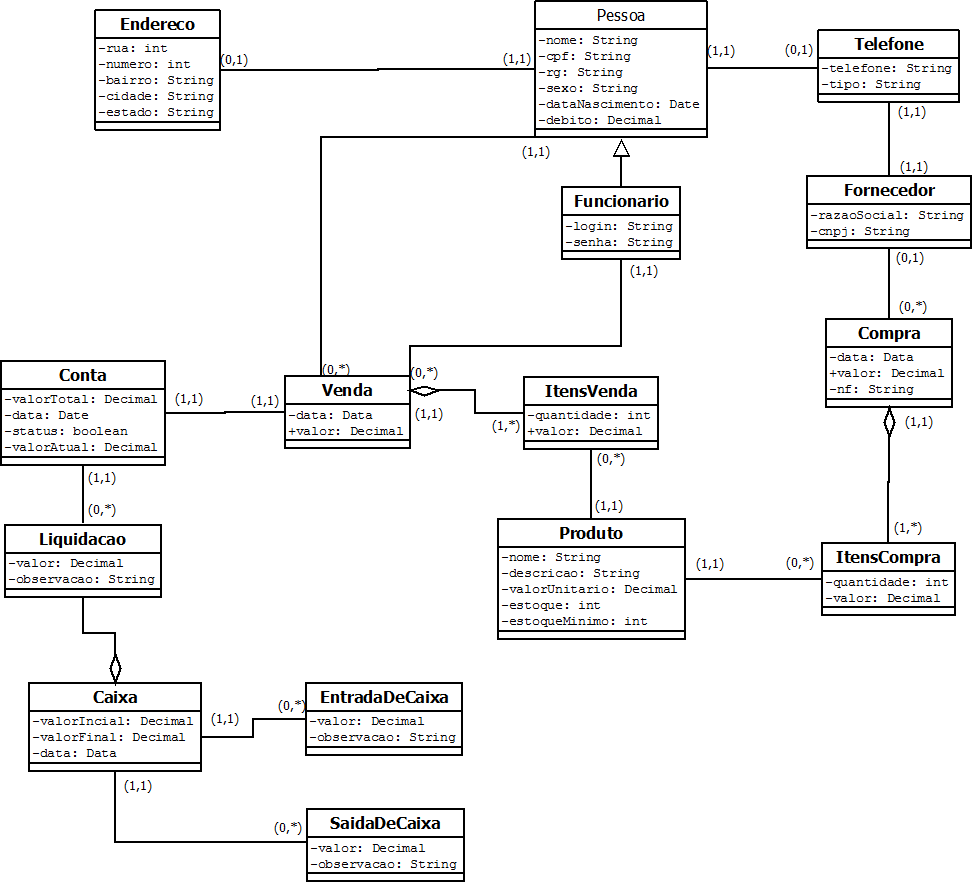 Endereco
-rua: int
-numero: int
-bairro: String
-cidade: String
-estado: String
(0,1)
(1,1)
Pessoa
-nome: String
-cpf: String
-rg: String
-sexo: String
-dataNascimento: Date
-debito: Decimal
(1,1)
(0,1)
Telefone
-telefone: String
-tipo: String
(1,1)
(1,1)
(1,1)
Fornecedor
-razaoSocial: String
-cnpj: String
(0,1)
(0,*)
Funcionario
-login: String
-senha: String
(1,1)
Compra
-data: Data
+valor: Decimal
-nf: String
(1,1)
(1,*)
Conta
-valorTotal: Decimal
-data: Date
-status: boolean
-valorAtual: Decimal
(1,1)
(1,1)
(0,*)
(0,*)
Venda
-data: Data
+valor: Decimal
(1,1)
(1,*)
ItensVenda
-quantidade: int
+valor: Decimal
(0,*)
(1,1)
(1,1)
(0,*)
Liquidacao
-valor: Decimal
-observacao: String
Produto
-nome: String
-descricao: String
-valorUnitario: Decimal
-estoque: int
-estoqueMinimo: int
(1,1)
(0,*)
ItensCompra
-quantidade: int
-valor: Decimal
Caixa
-valorIncial: Decimal
-valorFinal: Decimal
-data: Data
(1,1)
(0,*)
EntradaDeCaixa
-valor: Decimal
-observacao: String
(1,1)
(0,*)
SaidaDeCaixa
-valor: Decimal
-observacao: String